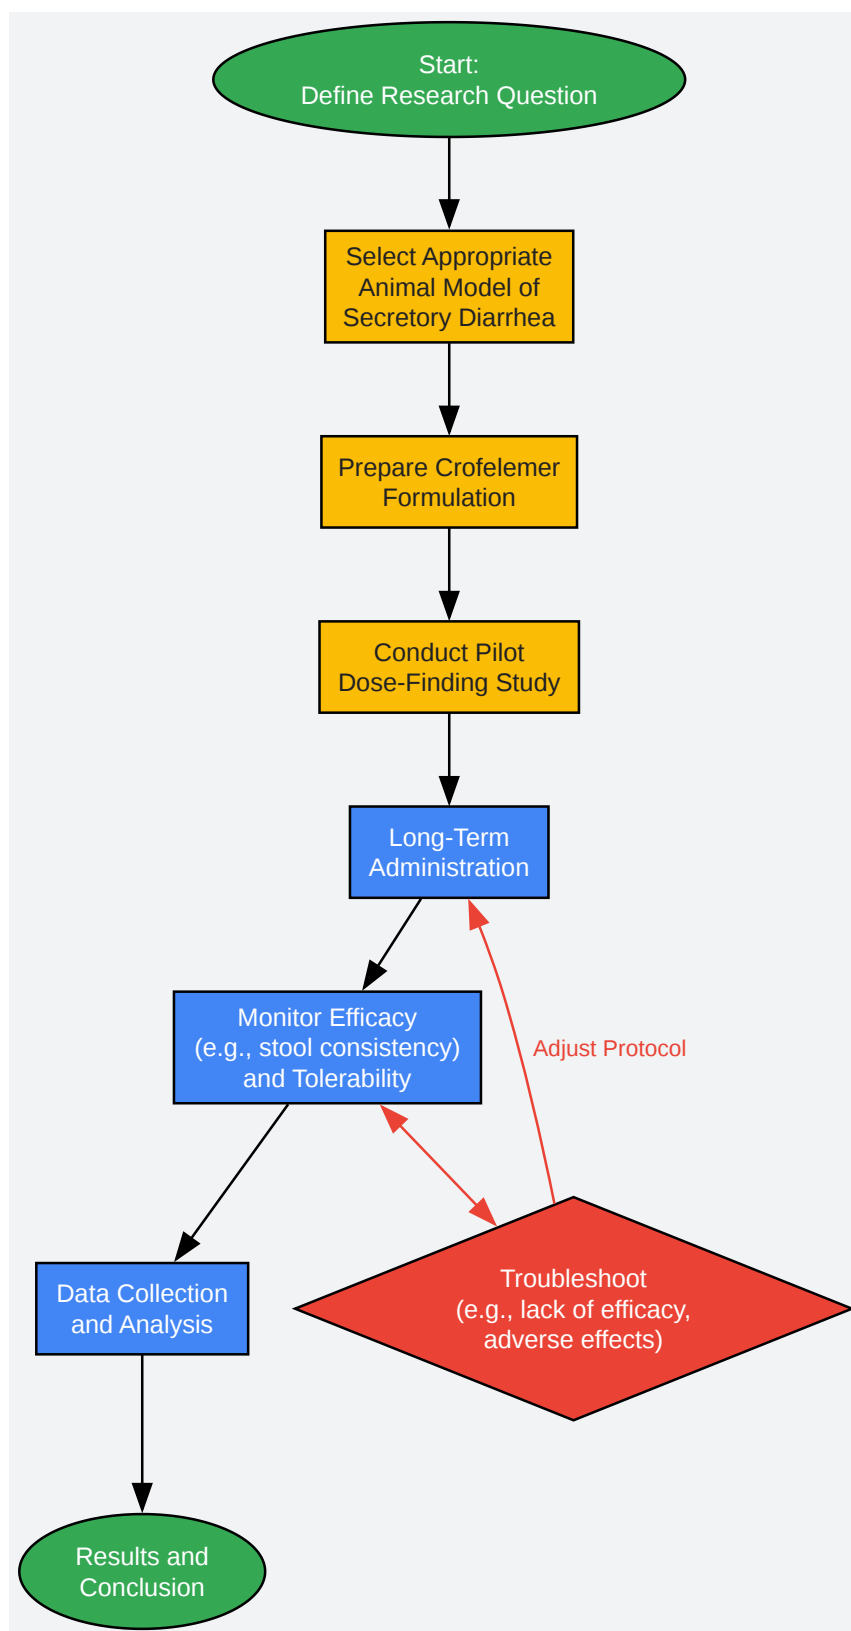 Start:
Define Research Question
Select Appropriate
Animal Model of
Secretory Diarrhea
Prepare Crofelemer
Formulation
Conduct Pilot
Dose-Finding Study
Long-Term
Administration
Monitor Efficacy
(e.g., stool consistency)
and Tolerability
Adjust Protocol
Troubleshoot
(e.g., lack of efficacy,
adverse effects)
Data Collection
and Analysis
Results and
Conclusion